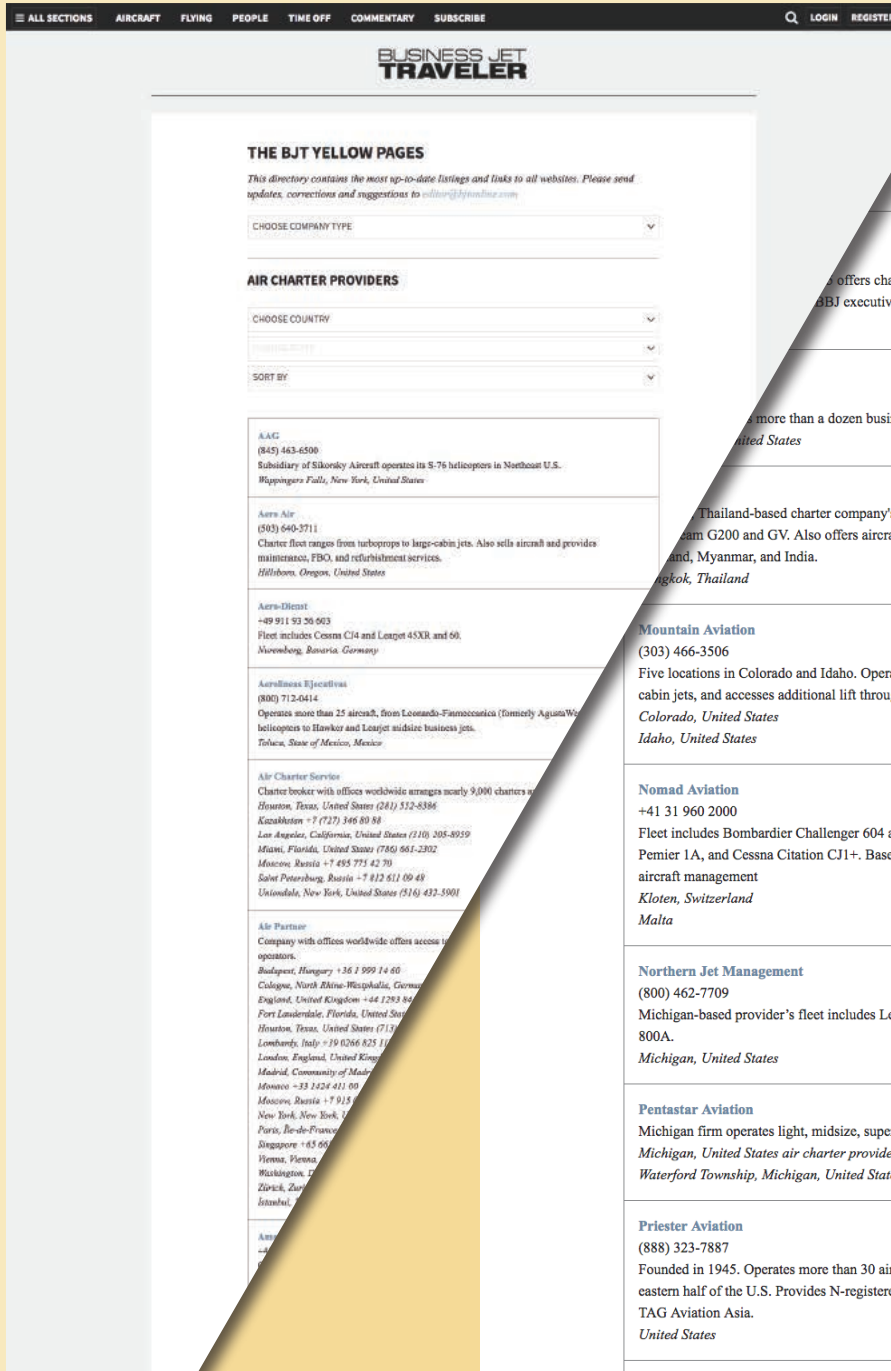 ≡ ALL SECTIONS AIRCRAFT FLYING PEOPLE TIME OFF COMMENTARY SUBSCRIBE LOGIN REGISTER
BUSINESS JET
TRAVELER
THE BJT YELLOW PAGES
This directory contains the most up-to-date listings and links to all websites. Please send
updates, corrections and suggestions to editor@bjtonline.com
CHOOSE COMPANY TYPE
AIR CHARTER PROVIDERS
CHOOSE COUNTRY
SORT BY
AAG
(845) 463-6500
Subsidiary of Sikorsky Aircraft operates its S-76 helicopters in Northeast U.S.
Wappingers Falls, New York, United States
Aero Air
(503) 640-3711
Charter fleet ranges from turboprops to large-cabin jets. Also sells aircraft and provides
maintenance, FBO, and refurbishment services.
Hillsboro, Oregon, United States
Aero-Dienst
+49 911 93 56 603
Fleet includes Cessna CJ4 and Learjet 45XR and 60.
Nuremberg, Bavaria, Germany
Aerolineas Ejecutivas
(800) 712-0414
Operates more than 25 aircraft, from Leonardo-Finmeccanica (formerly AgustaWe
helicopters to Hawker and Learjet midsize business jets.
Toluca, State of Mexico, Mexico
Air Charter Service
Charter broker with offices worldwide arranges nearly 9,000 charters a
Houston, Texas, United States (281) 552-8386
Kazakhstan +7 (727) 346 80 88
Los Angeles, California, United States (310) 205-8959
Miami, Florida, United States (786) 661-2302
Moscow, Russia +7 495 775 42 70
Saint Petersburg, Russia +7 812 611 09 48
Uniondale, New York, United States (516) 432-5901
Air Partner
Company with offices worldwide offers access to
operators.
Budapest, Hungary +36 1 999 14 60
Cologne, North Rhine-Westphalia, Germa
England, United Kingdom +44 1293 84
Fort Lauderdale, Florida, United Stat
Houston, Texas, United States (713)
Lombardy, Italy +39 0266 825
London, England, United King
Madrid, Community of Madr
Monaco +33 1424 411 00
Moscow, Russia +7 915
New York, New York, U
Paris, Île-de-France
Singapore +65 66
Vienna, Vienna,
Washington, D
Zürich, Zur
Istanbul,
Ame
offers cha
BBJ executiv
more than a dozen busi
nited States
Thailand-based charter company's
eam G200 and GV. Also offers aircra
and, Myanmar, and India.
ngkok, Thailand
Mountain Aviation
(303) 466-3506
Five locations in Colorado and Idaho. Opera
cabin jets, and accesses additional lift throu
Colorado, United States
Idaho, United States
Nomad Aviation
+41 31 960 2000
Fleet includes Bombardier Challenger 604 a
Pemier 1A, and Cessna Citation CJ1+. Base
aircraft management
Kloten, Switzerland
Malta
Northern Jet Management
(800) 462-7709
Michigan-based provider's fleet includes Le
800A.
Michigan, United States
Pentastar Aviation
Michigan firm operates light, midsize, supe
Michigan, United States air charter provide
Waterford Township, Michigan, United Stat
Priester Aviation
(888) 323-7887
Founded in 1945. Operates more than 30 air
eastern half of the U.S. Provides N-registere
TAG Aviation Asia.
United States